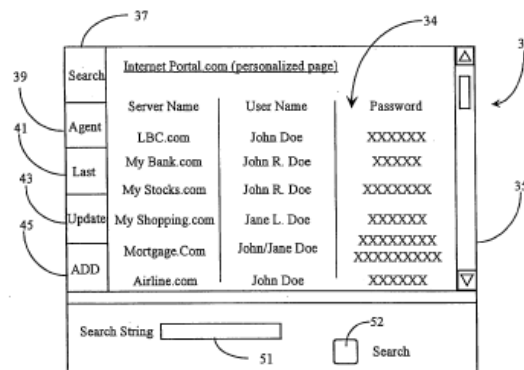 37
34
3
39
41
43
45
35
Search
Agent
Last
Update
ADD
Internet Portal.com (personalized page)
Server Name User Name Password
LBC.com John Doe XXXXXX
My Bank.com John R. Doe XXXXX
My Stocks.com John R. Doe XXXXXXX
My Shopping.com Jane L. Doe XXXXXX
Mortgage.Com John/Jane Doe XXXXXXXX
XXXXXXXXX
Airline.com John Doe XXXXXX
Search String
51
52
Search